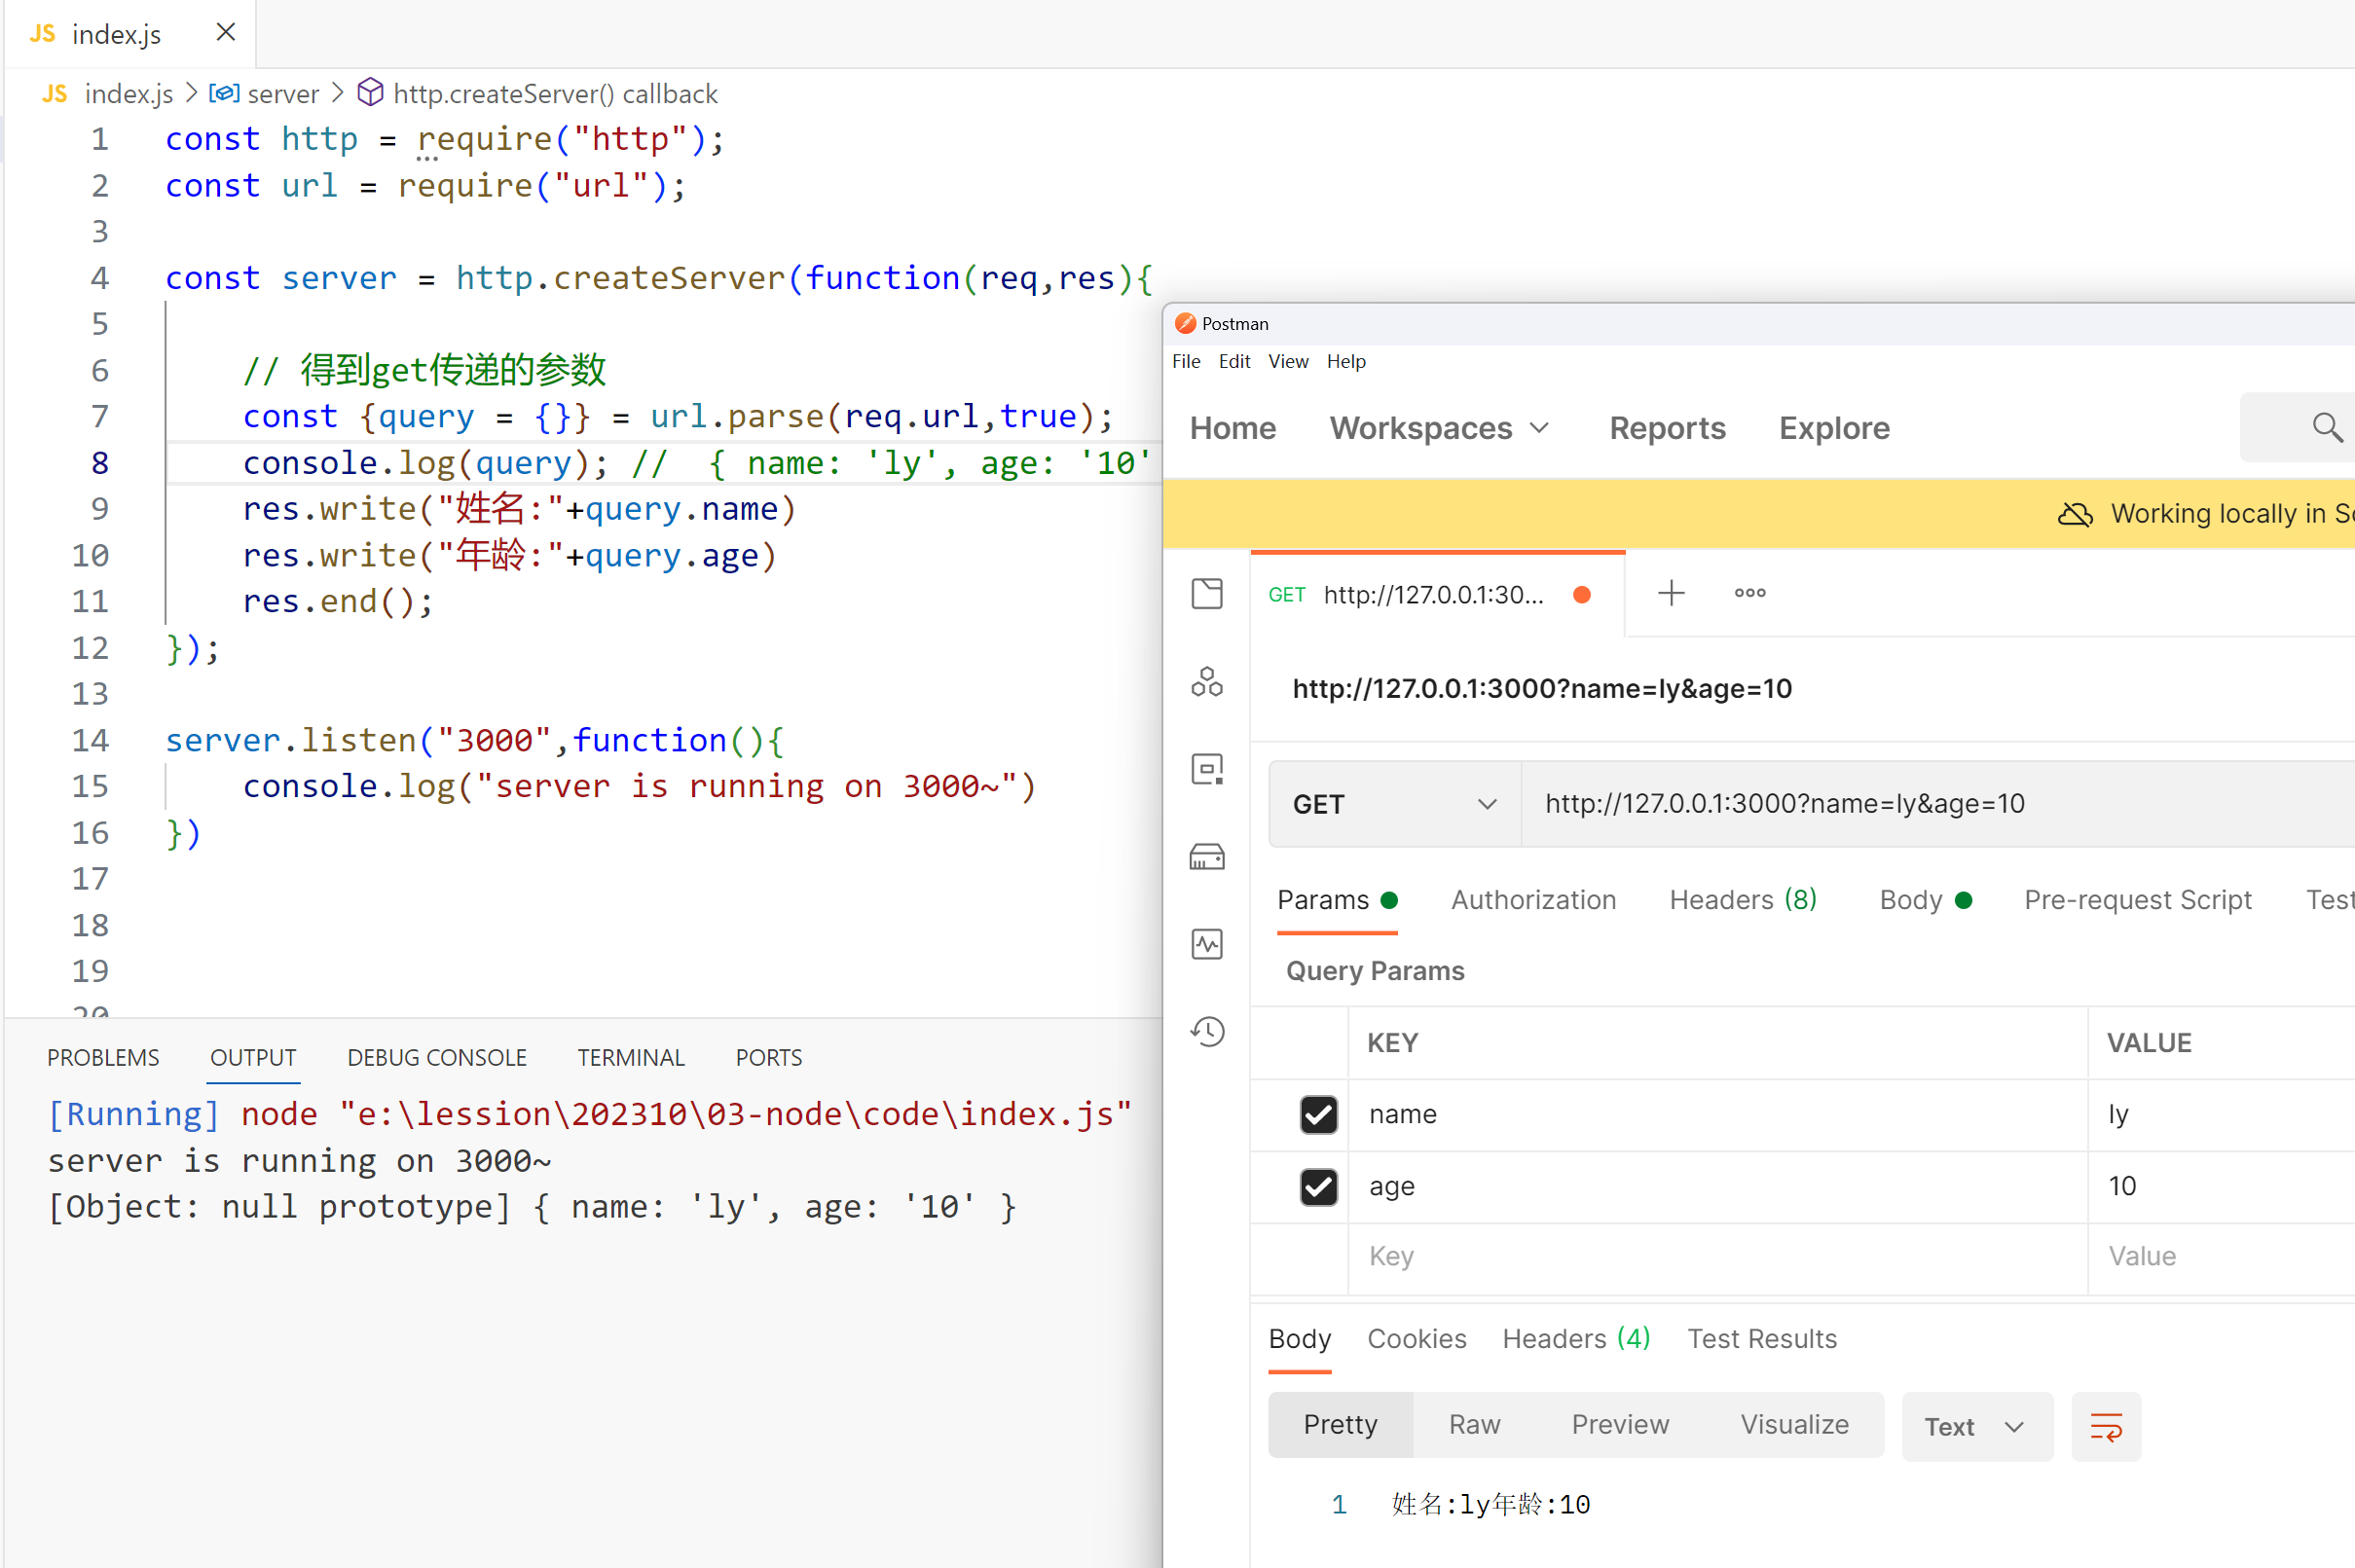 JS index.js
JS index.js > server > http.createServer() callback
1 const http = require("http");
2 const url = require("url");
3
4 const server = http.createServer(function(req,res){
5
6 // 得到get传递的参数
7 const {query = {}} = url.parse(req.url,true);
8 console.log(query); //  { name: 'ly', age: '10'
9 res.write("姓名:"+query.name)
10 res.write("年龄:"+query.age)
11 res.end();
12 });
13
14 server.listen("3000",function(){
15 console.log("server is running on 3000~")
16 })
17
18
19
20
PROBLEMS OUTPUT DEBUG CONSOLE TERMINAL PORTS
[Running] node "e:\lession\202310\03-node\code\index.js"
server is running on 3000~
[Object: null prototype] { name: 'ly', age: '10' }
Postman
File Edit View Help
Home Workspaces Reports Explore
Working locally in Sc
GET http://127.0.0.1:30...
http://127.0.0.1:3000?name=ly&age=10
GET http://127.0.0.1:3000?name=ly&age=10
Params Authorization Headers (8) Body Pre-request Script Test
Query Params
KEY VALUE
name ly
age 10
Key Value
Body Cookies Headers (4) Test Results
Pretty Raw Preview Visualize Text
1 姓名:ly年龄:10